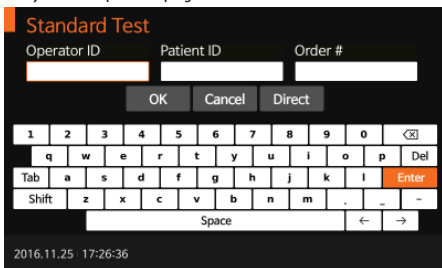 Standard Test
Operator ID Patient ID Order #
OK Cancel Direct
1 2 3 4 5 6 7 8 9 0
q w e r t y u i o p Del
Tab a s d f g h j k l Enter
Shift z x c v b n m . _ -
Space ← →
2016.11.25 17:26:36